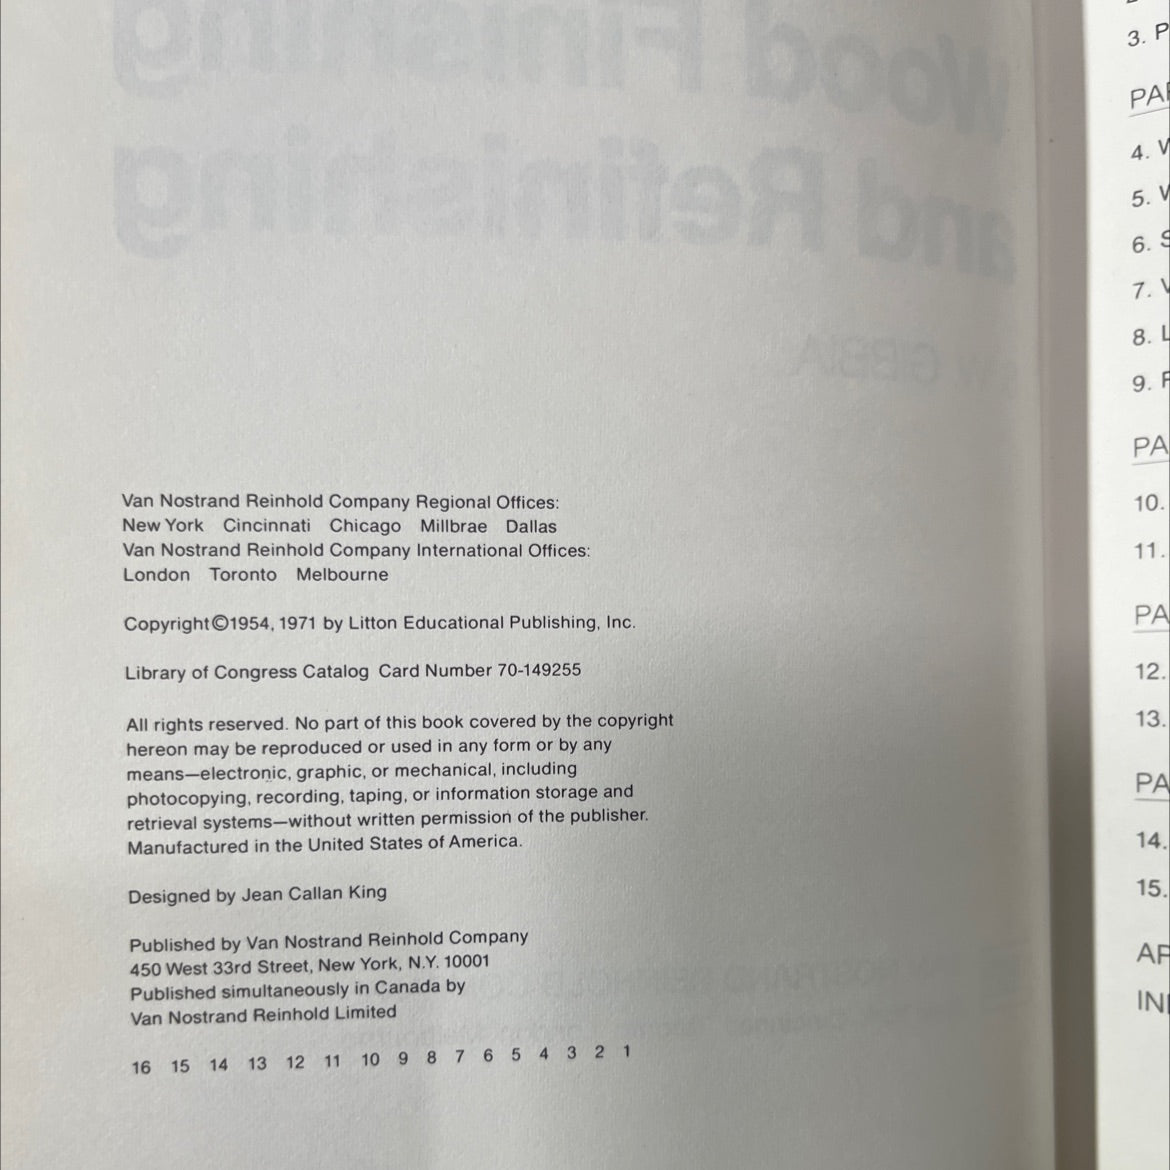 Wood Finishing
and Refinishing
W GIBBIA
Van Nostrand Reinhold Company Regional Offices:
New York Cincinnati Chicago Millbrae Dallas
Van Nostrand Reinhold Company International Offices:
London Toronto Melbourne
Copyright©1954, 1971 by Litton Educational Publishing, Inc.
Library of Congress Catalog Card Number 70-149255
All rights reserved. No part of this book covered by the copyright
hereon may be reproduced or used in any form or by any
means—electronic, graphic, or mechanical, including
photocopying, recording, taping, or information storage and
retrieval systems—without written permission of the publisher.
Manufactured in the United States of America.
Designed by Jean Callan King
Published by Van Nostrand Reinhold Company
450 West 33rd Street, New York, N.Y. 10001
Published simultaneously in Canada by
Van Nostrand Reinhold Limited
16 15 14 13 12 11 10 9 8 7 6 5 4 3 2 1
3. P
PA
4.
5.
6. S
7.
8. L
9.
PA
10.
11.
PA
12.
13.
PA
14.
15.
AP
IN